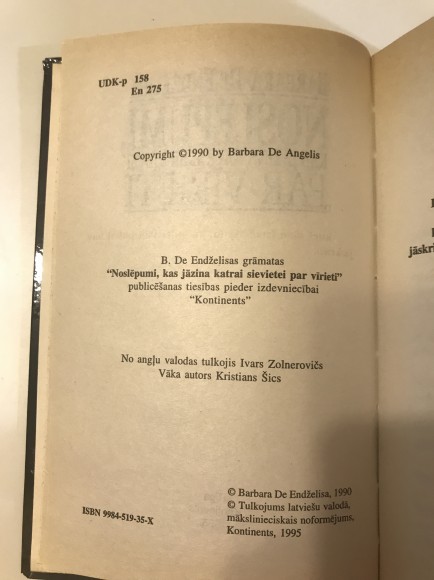 UDK-p 158
En 275
Copyright ©1990 by Barbara De Angelis
B. De Endželisas grāmatas
“Noslēpumi, kas jāzina katrai sievietei par vīrieti”
publicēšanas tiesības pieder izdevniecībai
“Kontinents”
No angļu valodas tulkojis Ivars Zolnerovičs
Vāka autors Kristians Šics
ISBN 9984-519-35-X
© Barbara De Endželisa, 1990
© Tulkojums latviešu valodā,
mākslinieciskais noformējums,
Kontinents, 1995